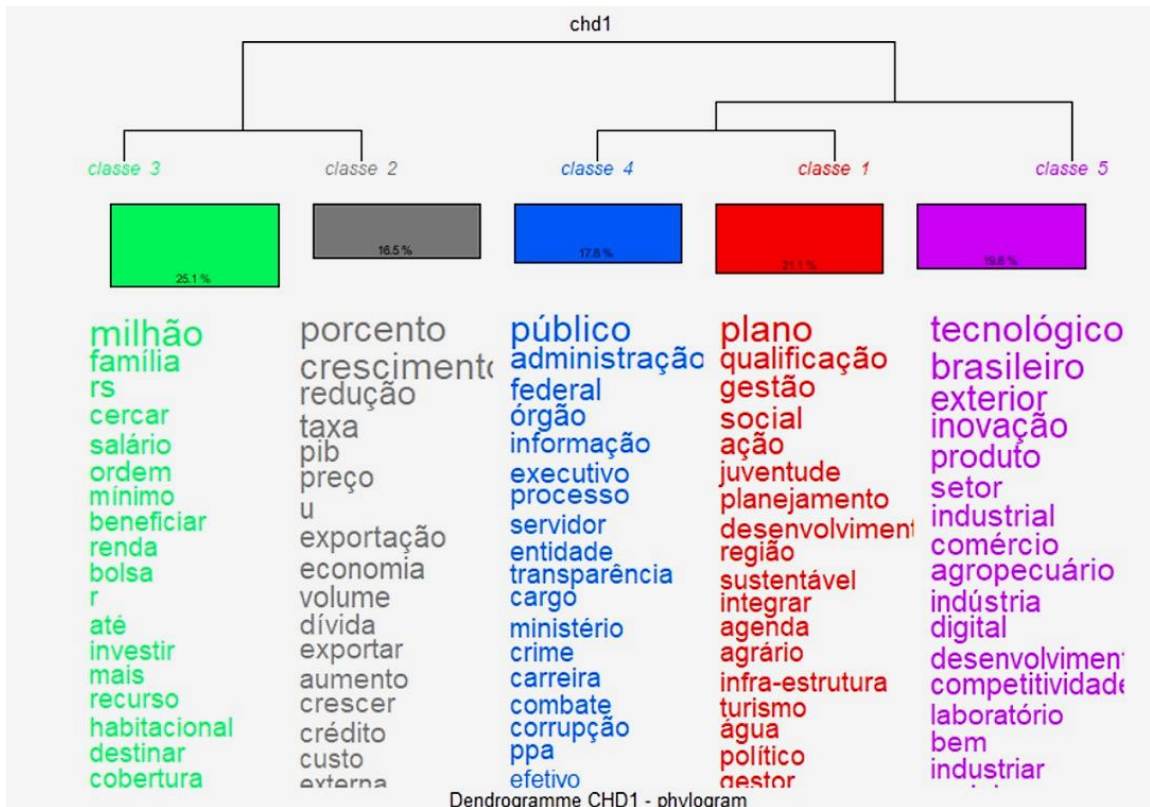 chd1
classe 3
classe 2
classe 4
classe 1
classe 5
25.1 %
16.5 %
17.6 %
21.1 %
19.6 %
milhão
família
rs
cercar
salário
ordem
mínimo
beneficiar
renda
bolsa
r
até
investir
mais
recurso
habitacional
destinar
cobertura
porcento
crescimento
redução
taxa
pib
preço
u
exportação
economia
volume
dívida
exportar
aumento
crescer
crédito
custo
externa
público
administração
federal
órgão
informação
executivo
processo
servidor
entidade
transparência
cargo
ministério
crime
carreira
combate
corrupção
ppa
efetivo
plano
qualificação
gestão
social
ação
juventude
planejamento
desenvolviment
região
sustentável
integrar
agenda
agrário
infra-estrutura
turismo
água
político
gestor
tecnológico
brasileiro
exterior
inovação
produto
setor
industrial
comércio
agropecuário
indústria
digital
desenvolvimen
competitividade
laboratório
bem
industriar
Dendrogramme CHD1 - phylogram